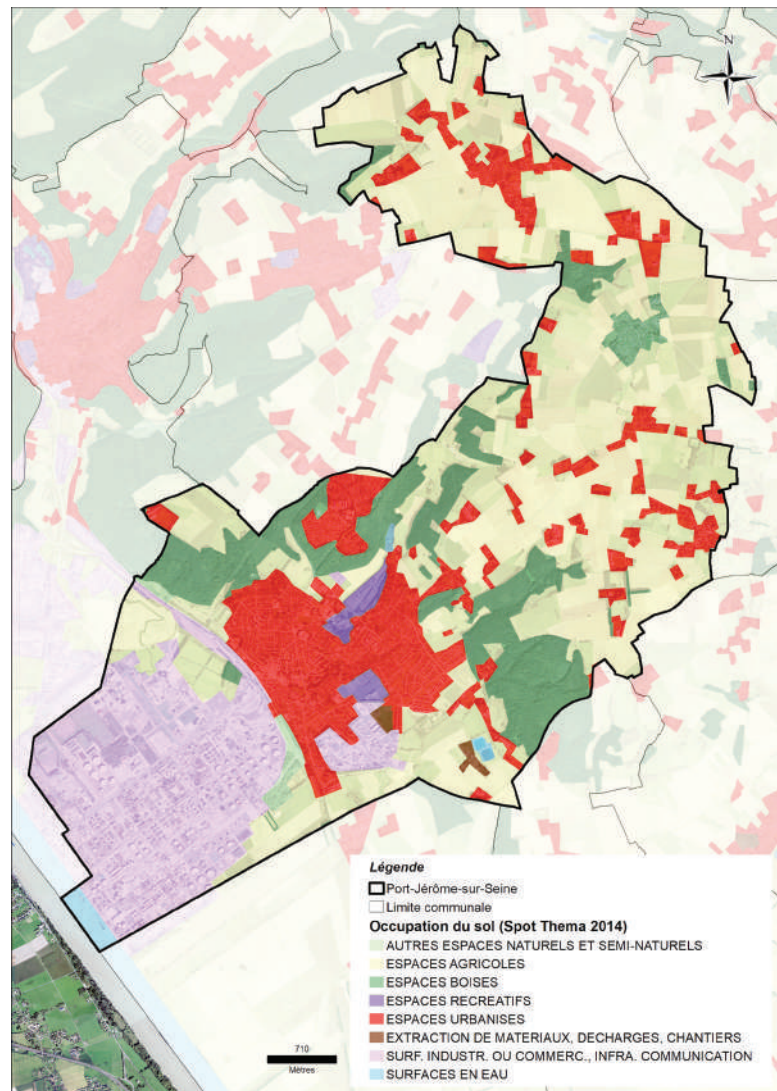 N
Légende
Port-Jérôme-sur-Seine
Limite communale
Occupation du sol (Spot Thema 2014)
AUTRES ESPACES NATURELS ET SEMI-NATURELS
ESPACES AGRICOLES
ESPACES BOISES
ESPACES RECREATIFS
ESPACES URBANISES
EXTRACTION DE MATERIAUX, DECHARGES, CHANTIERS
SURF. INDUSTR. OU COMMERC., INFRA. COMMUNICATION
SURFACES EN EAU
710
Mètres